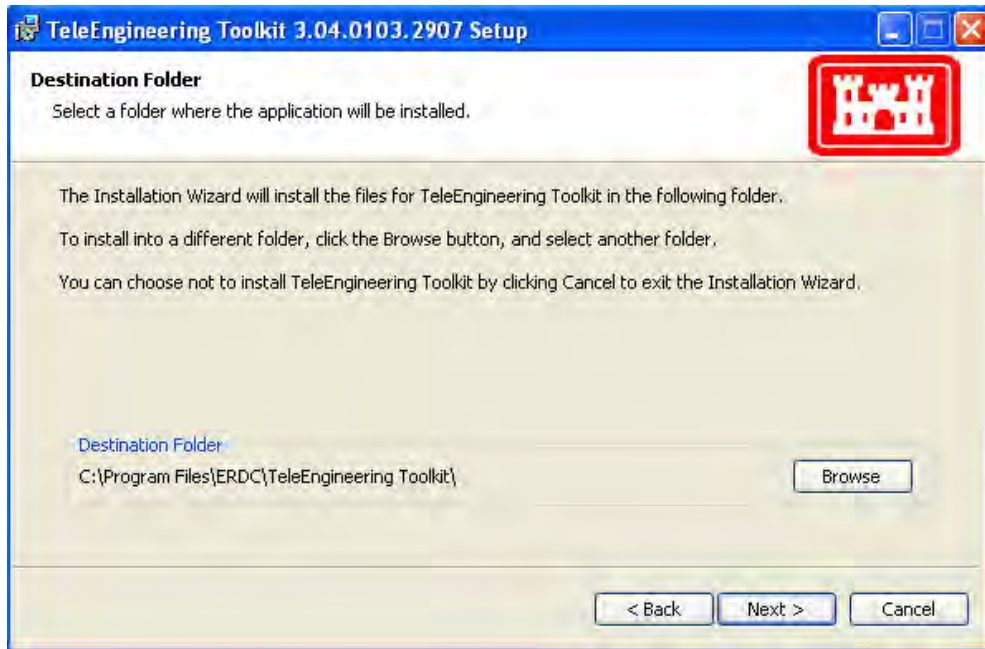 TeleEngineering Toolkit 3.04.0103.2907 Setup
Destination Folder
Select a folder where the application will be installed.
The Installation Wizard will install the files for TeleEngineering Toolkit in the following folder.
To install into a different folder, click the Browse button, and select another folder.
You can choose not to install TeleEngineering Toolkit by clicking Cancel to exit the Installation Wizard.
Destination Folder
C:\Program Files\ERDC\TeleEngineering Toolkit\
Browse
< Back
Next >
Cancel